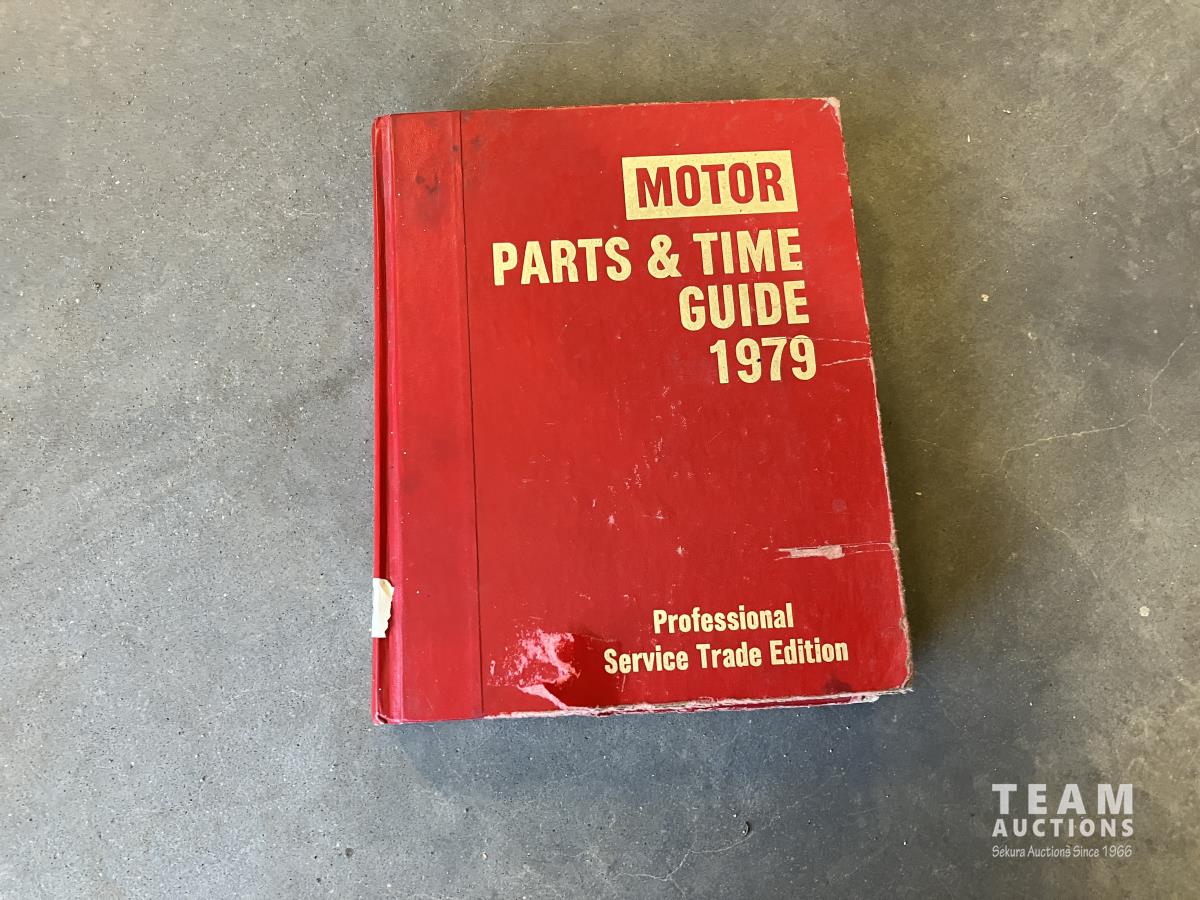 MOTOR
PARTS & TIME
GUIDE
1979
Professional
Service Trade Edition
TEAM
AUCTIONS
Sekura Auctions Since 1966